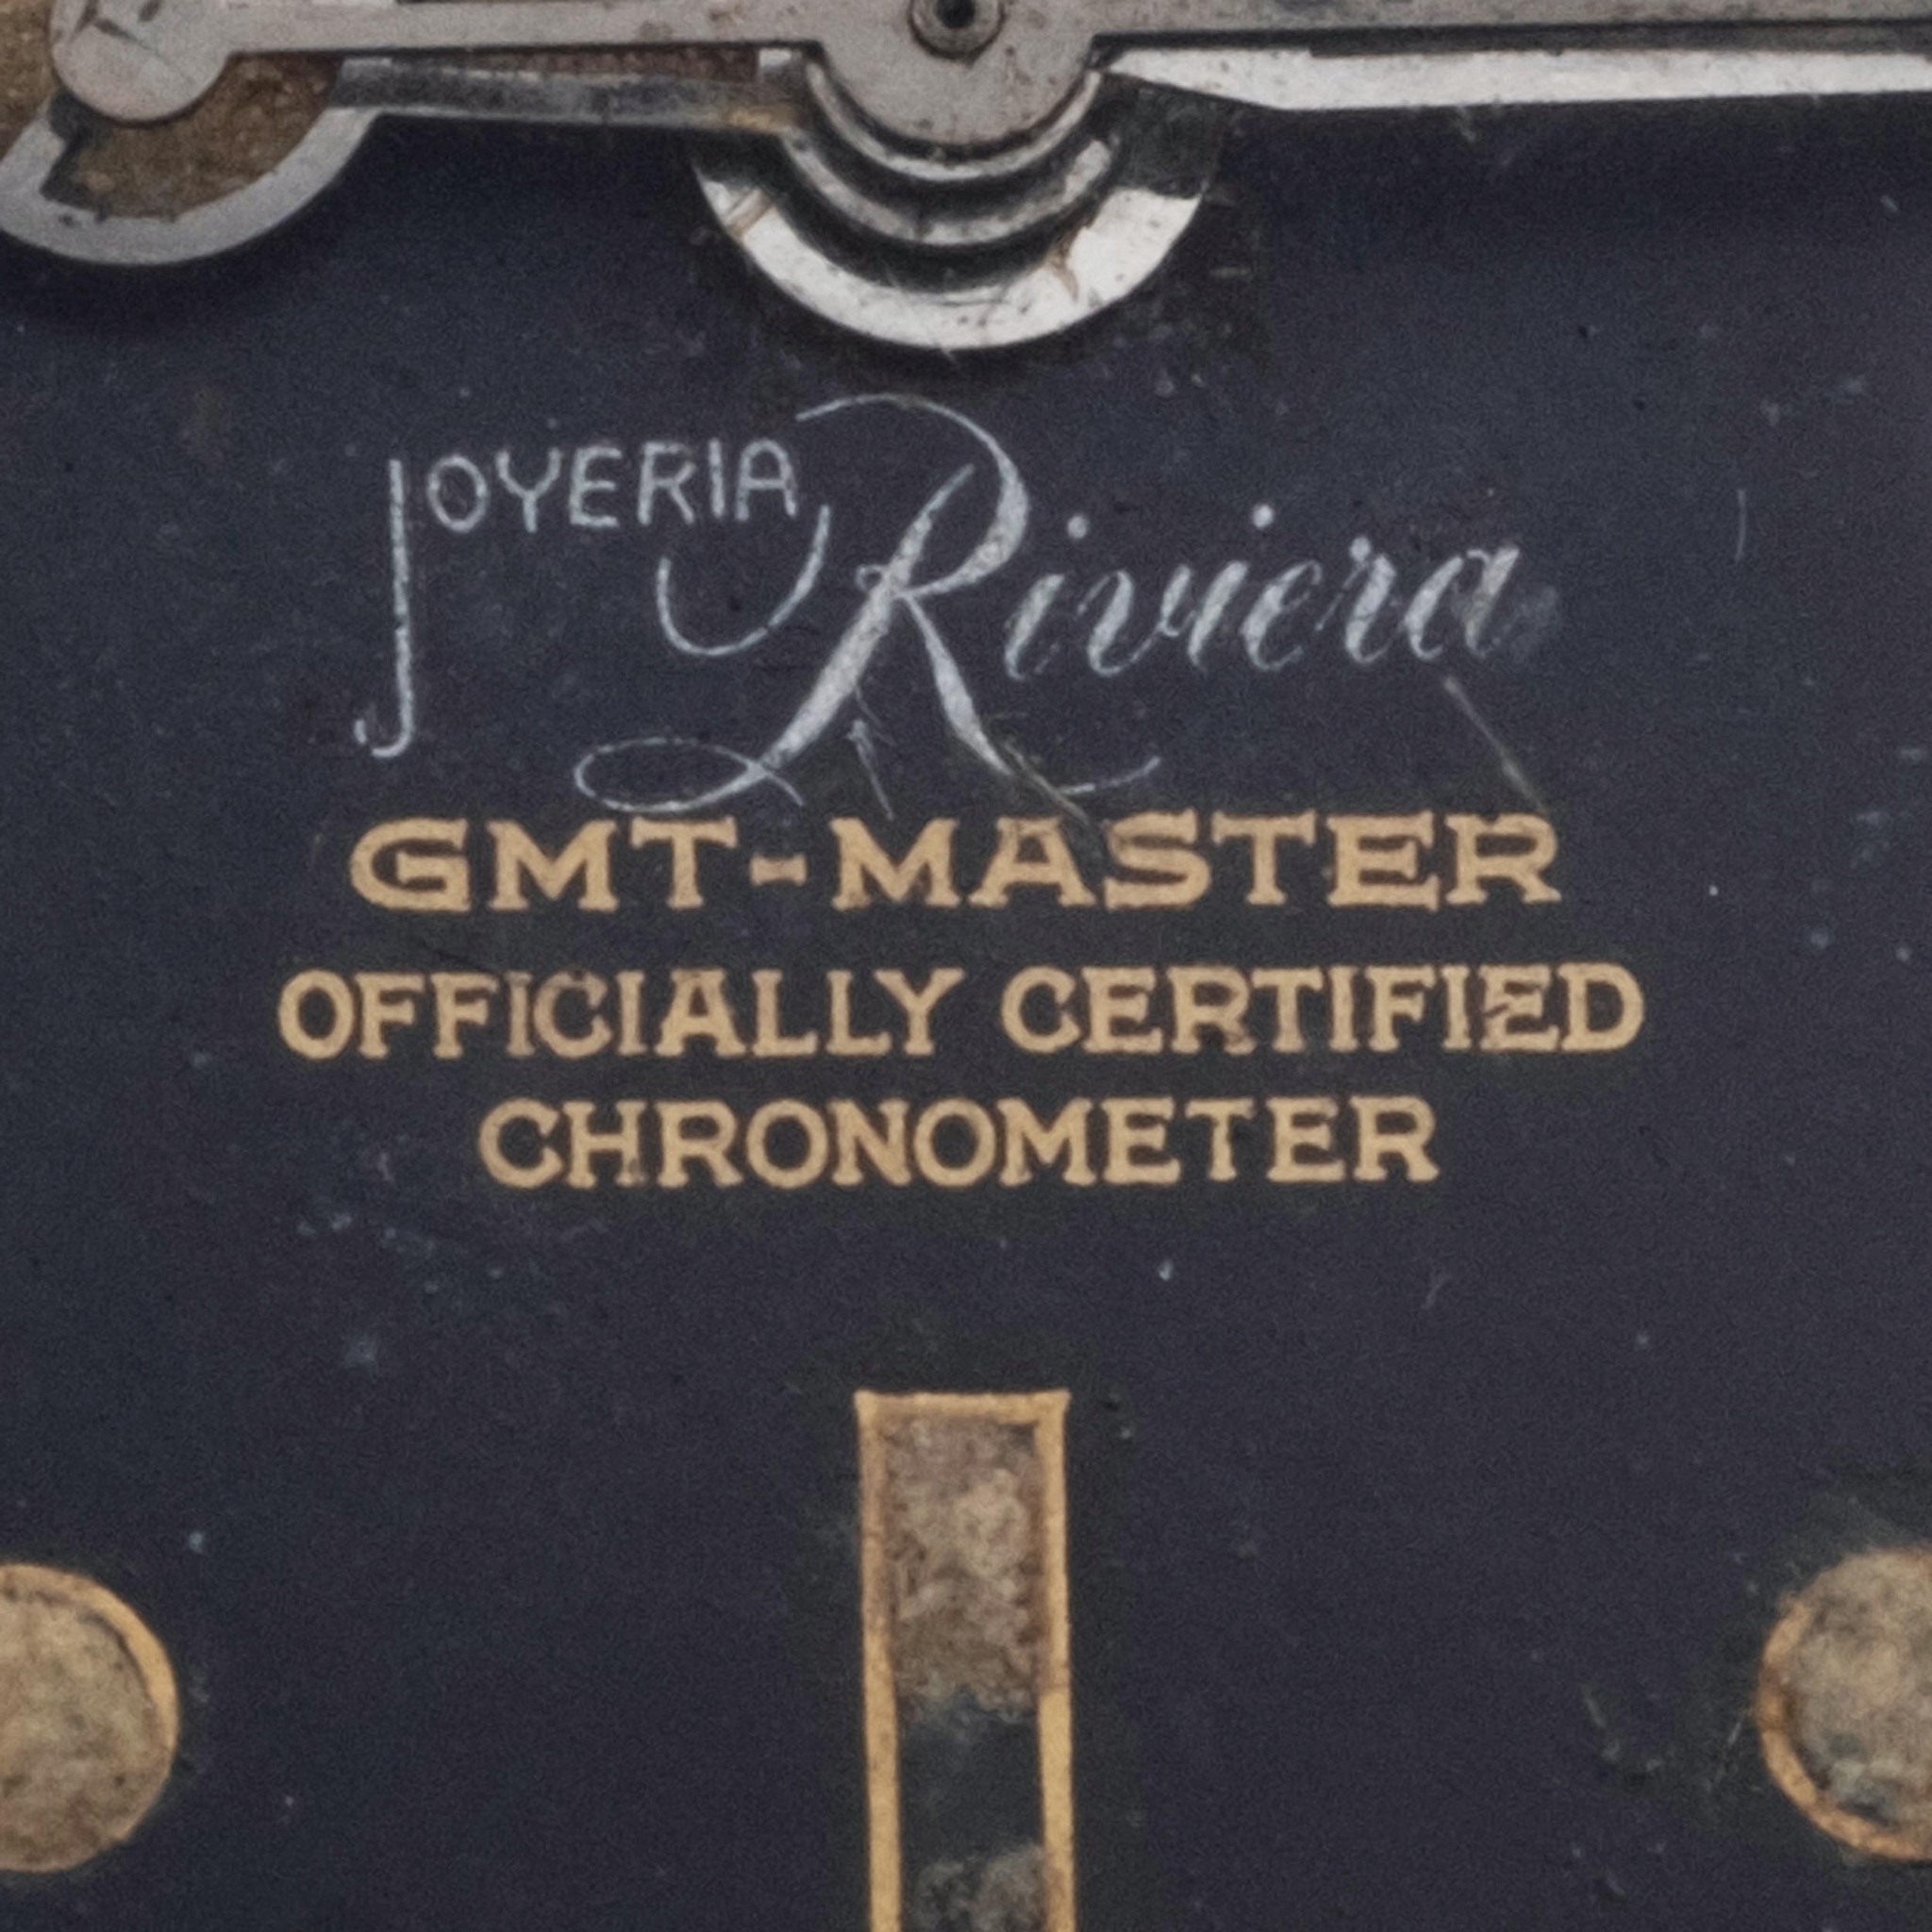 JOYERIA Riviera
GMT-MASTER
OFFICIALLY CERTIFIED
CHRONOMETER